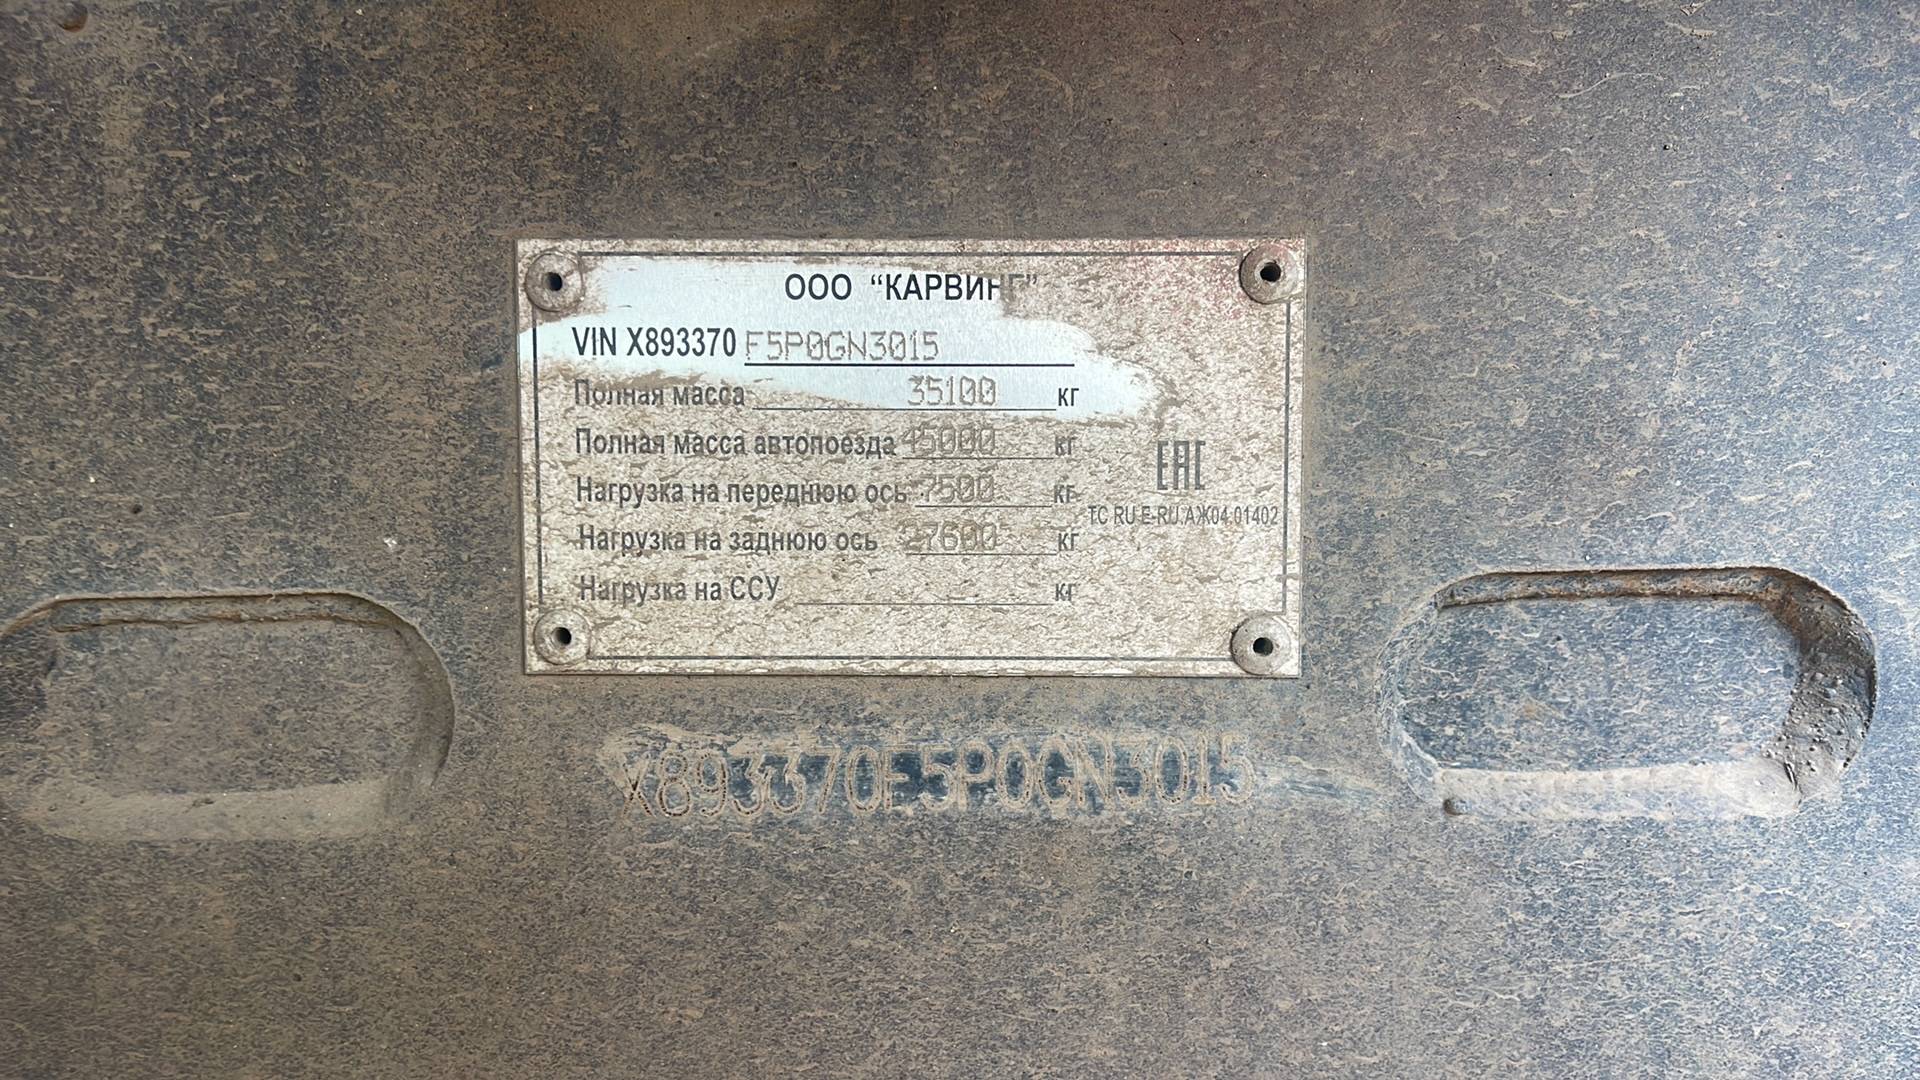 ООО “КАРВИНГ”
VIN X893370 F5P0GN3015
Полная масса 35100 кг
Полная масса автопоезда 45000 кг
Нагрузка на переднюю ось 7500 кг
Нагрузка на заднюю ось 27600 кг
Нагрузка на ССУ кг
ЕАС
ТС RU E-RU.АЖ04.01402
X893370F5P0GN3015